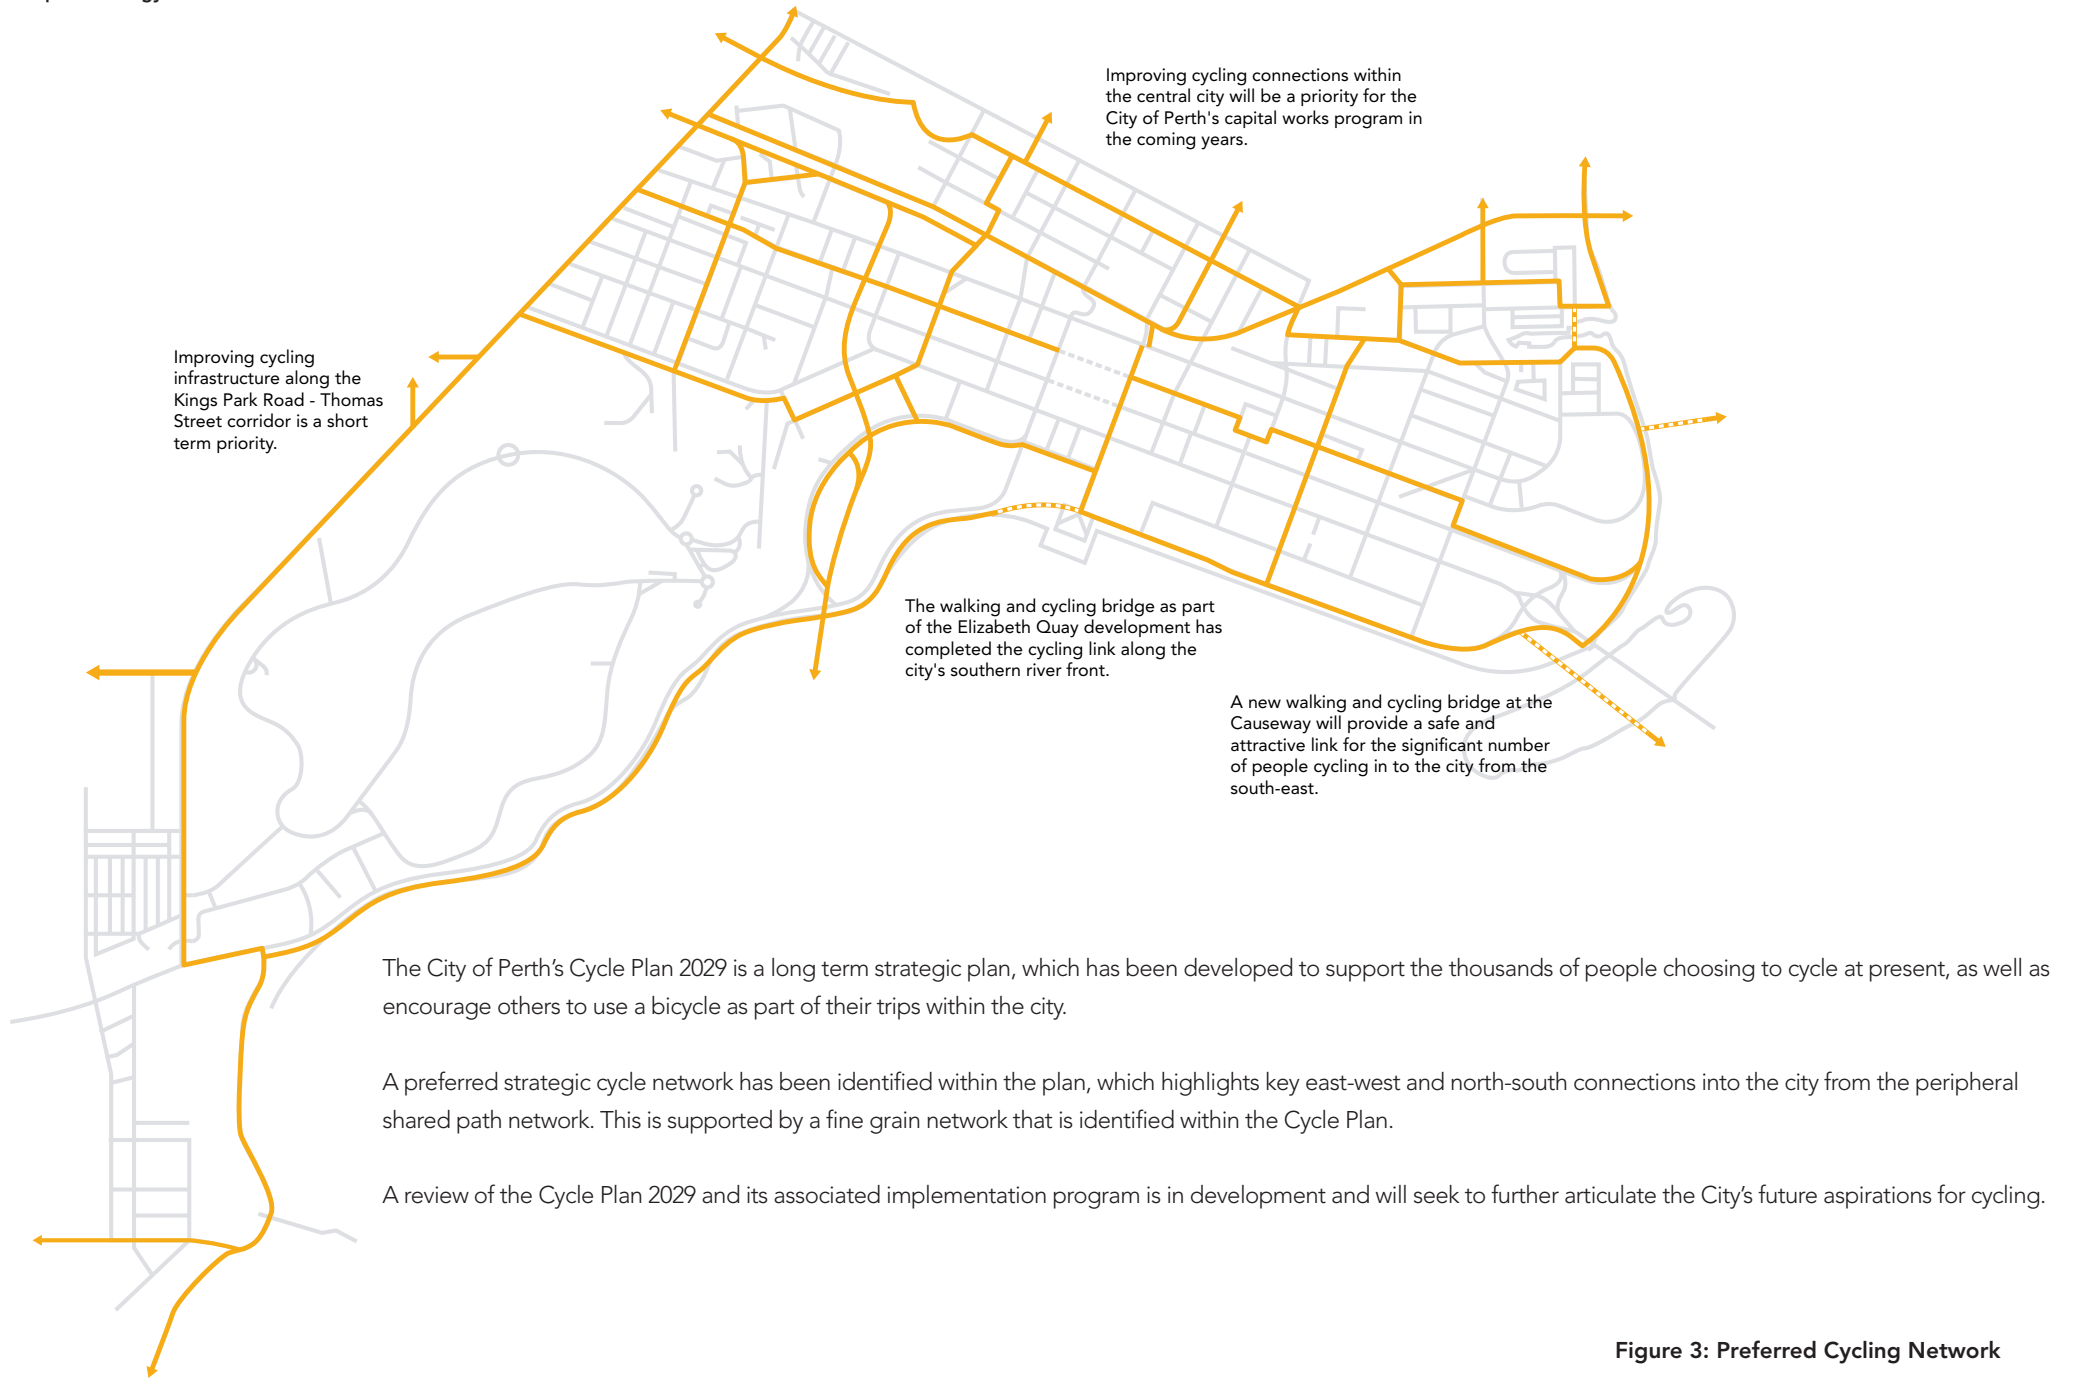 Improving cycling connections within
the central city will be a priority for the
City of Perth's capital works program in
the coming years.
Improving cycling
infrastructure along the
Kings Park Road - Thomas
Street corridor is a short
term priority.
The walking and cycling bridge as part
of the Elizabeth Quay development has
completed the cycling link along the
city's southern river front.
A new walking and cycling bridge at the
Causeway will provide a safe and
attractive link for the significant number
of people cycling in to the city from the
south-east.
The City of Perth’s Cycle Plan 2029 is a long term strategic plan, which has been developed to support the thousands of people choosing to cycle at present, as well as
encourage others to use a bicycle as part of their trips within the city.
A preferred strategic cycle network has been identified within the plan, which highlights key east-west and north-south connections into the city from the peripheral
shared path network. This is supported by a fine grain network that is identified within the Cycle Plan.
A review of the Cycle Plan 2029 and its associated implementation program is in development and will seek to further articulate the City’s future aspirations for cycling.
Figure 3: Preferred Cycling Network